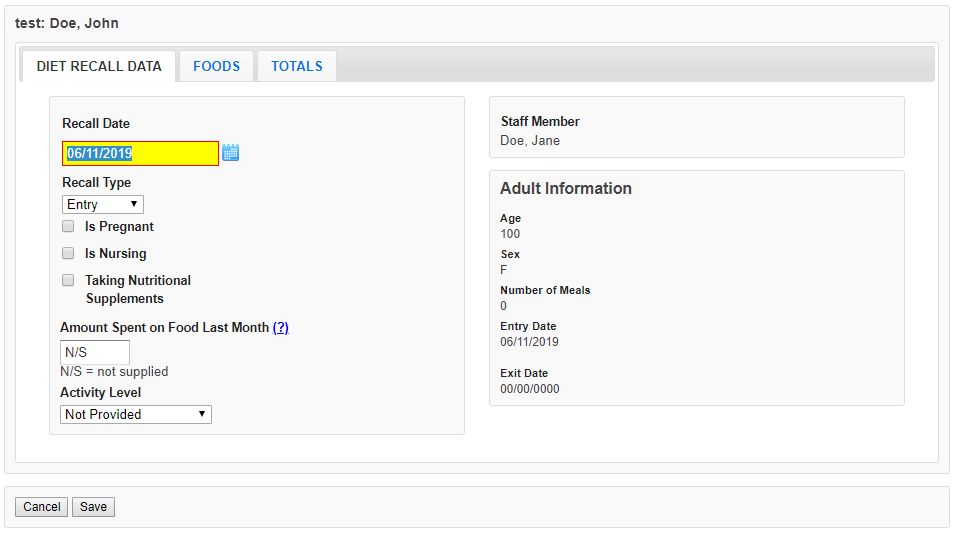 test: Doe, John
DIET RECALL DATA FOODS TOTALS
Recall Date
06/11/2019
Recall Type
Entry
Is Pregnant
Is Nursing
Taking Nutritional
Supplements
Amount Spent on Food Last Month (?)
N/S
N/S = not supplied
Activity Level
Not Provided
Staff Member
Doe, Jane
Adult Information
Age
100
Sex
F
Number of Meals
0
Entry Date
06/11/2019
Exit Date
00/00/0000
Cancel Save